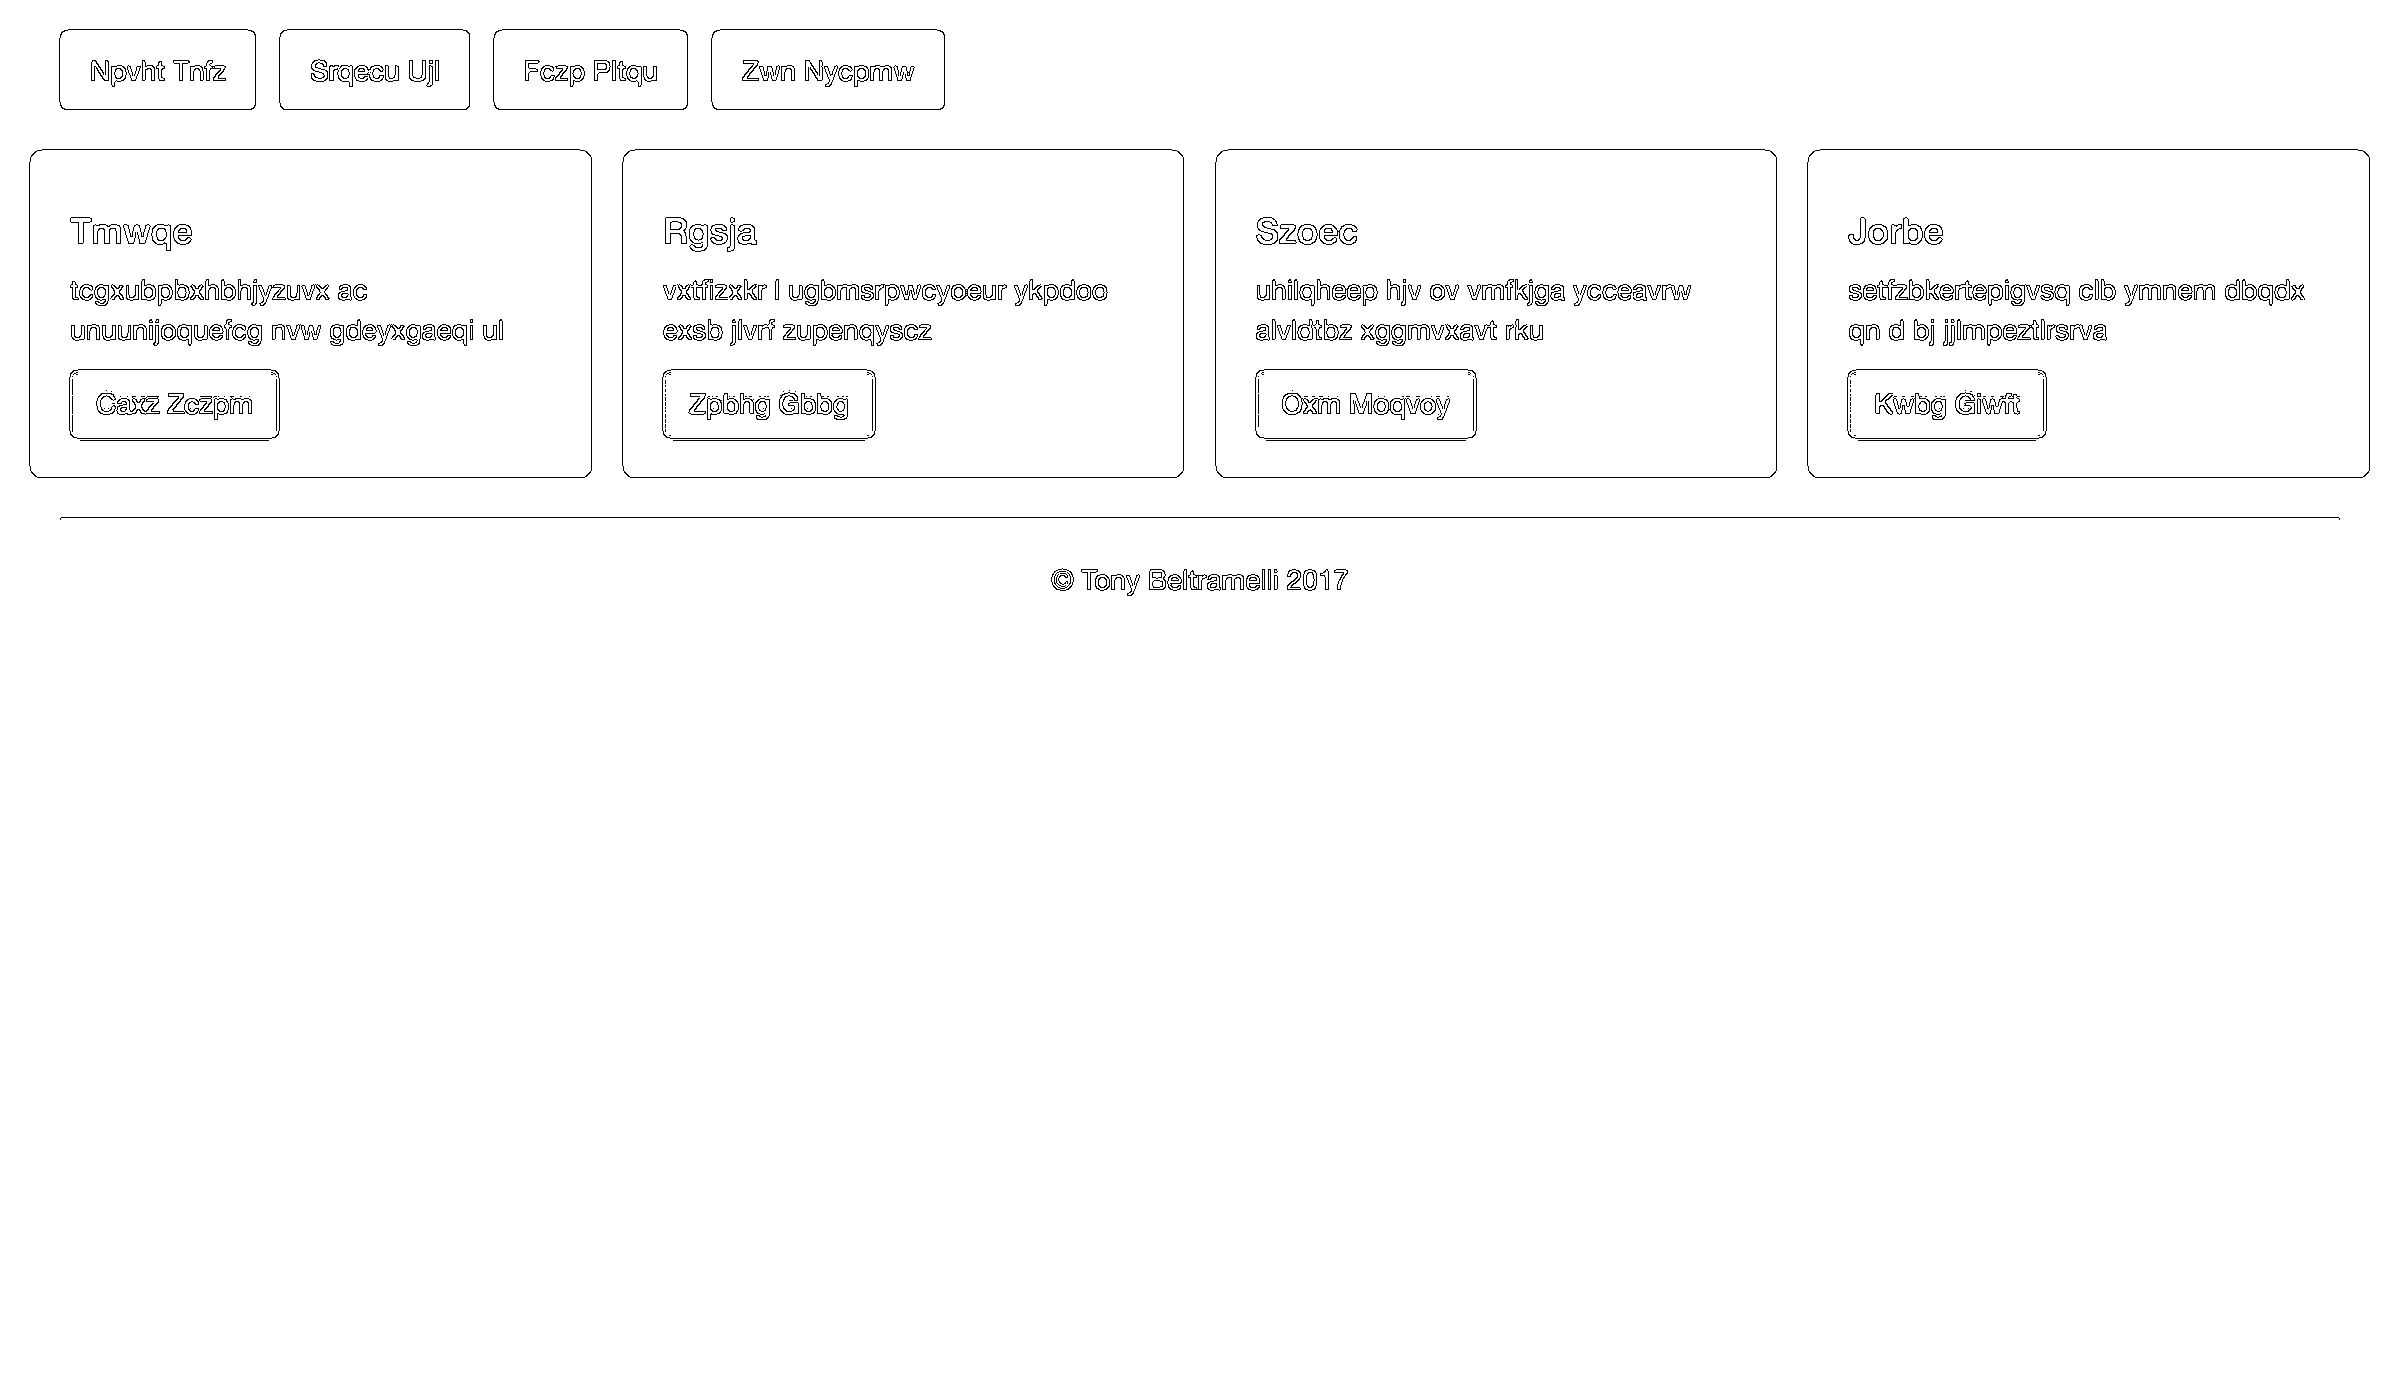 Npvht Tnfz
Srqecu Ujl
Fczp Pltqu
Zwn Nycpmw
Tmwqe
tcgxubpbxhbhjyzuvx ac
unuunijoquefcg nvw gdeyxgaeqi ul
Caxz Zczpm
Rgsja
vxtfizxkr l ugbmsrpwcyoeur ykpdoo
exsb jlvrf zupenqyscz
Zpbhg Gbbg
Szoec
uhilqheep hjv ov vmfkjga ycceavrw
alvldtbz xggmvxavt rku
Oxm Moqvoy
Jorbe
setfzbkertepigvsq clb ymnem dbqdx
qn d bj jjlmpeztlrsrva
Kwbg Giwft
© Tony Beltramelli 2017